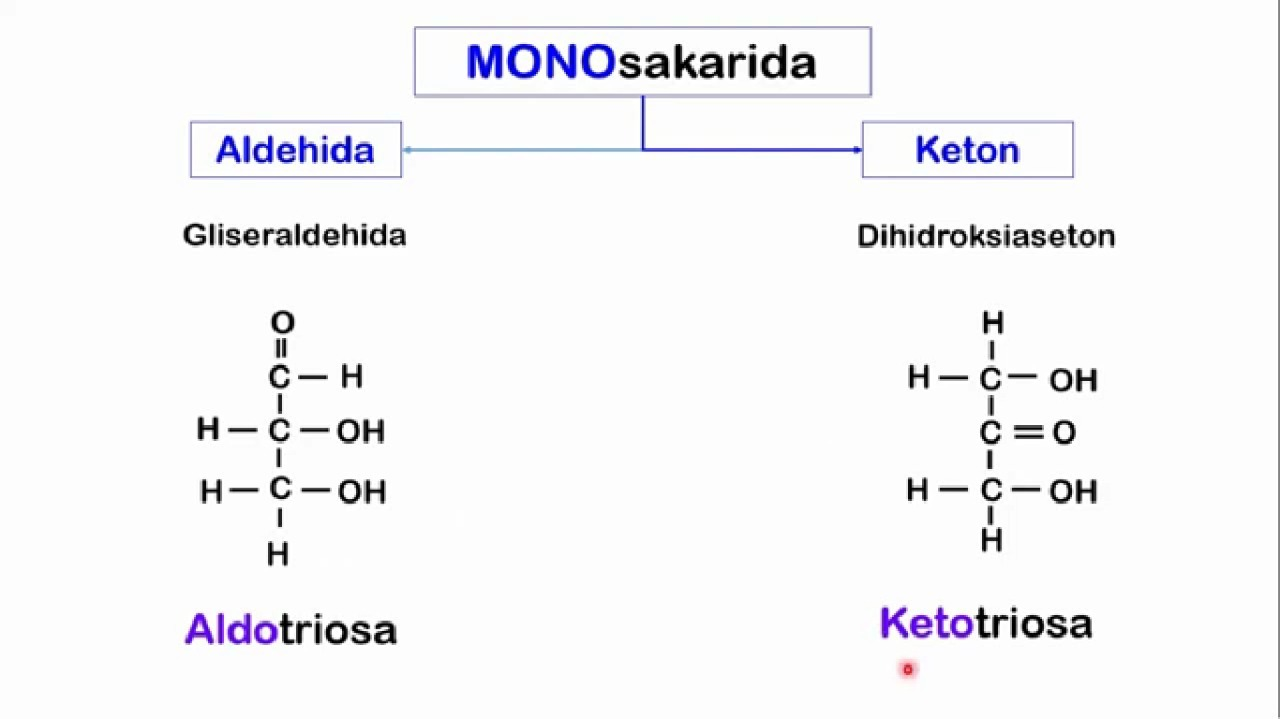 MONOsakarida
Aldehida
Keton
Gliseraldehida
Dihidroksiaseton
O
||
C — H
|
H — C — OH
|
H — C — OH
|
H
H
|
H — C — OH
|
C = O
|
H — C — OH
|
H
Aldotriosa
Ketotriosa